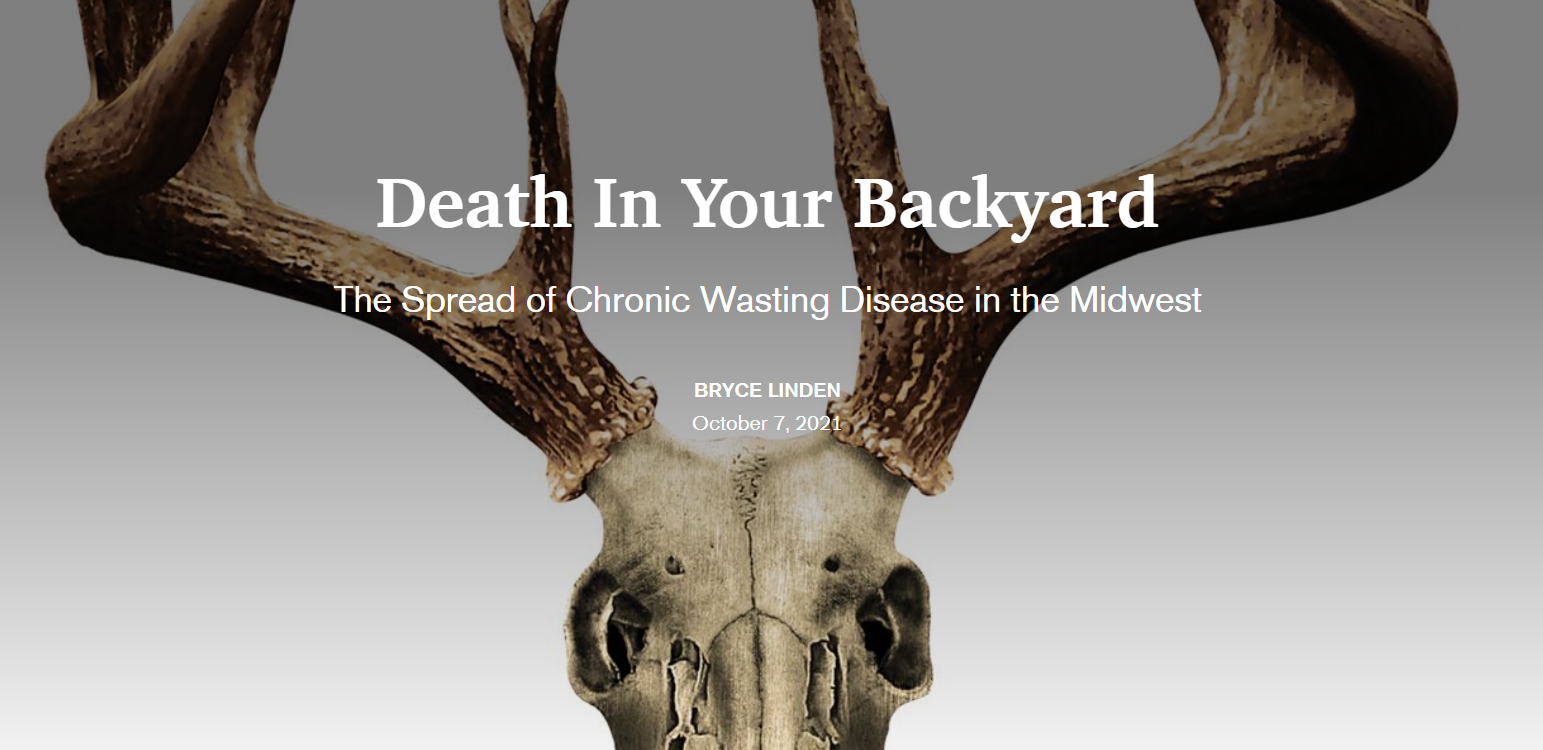 Death In Your Backyard
The Spread of Chronic Wasting Disease in the Midwest
BRYCE LINDEN
October 7, 2021